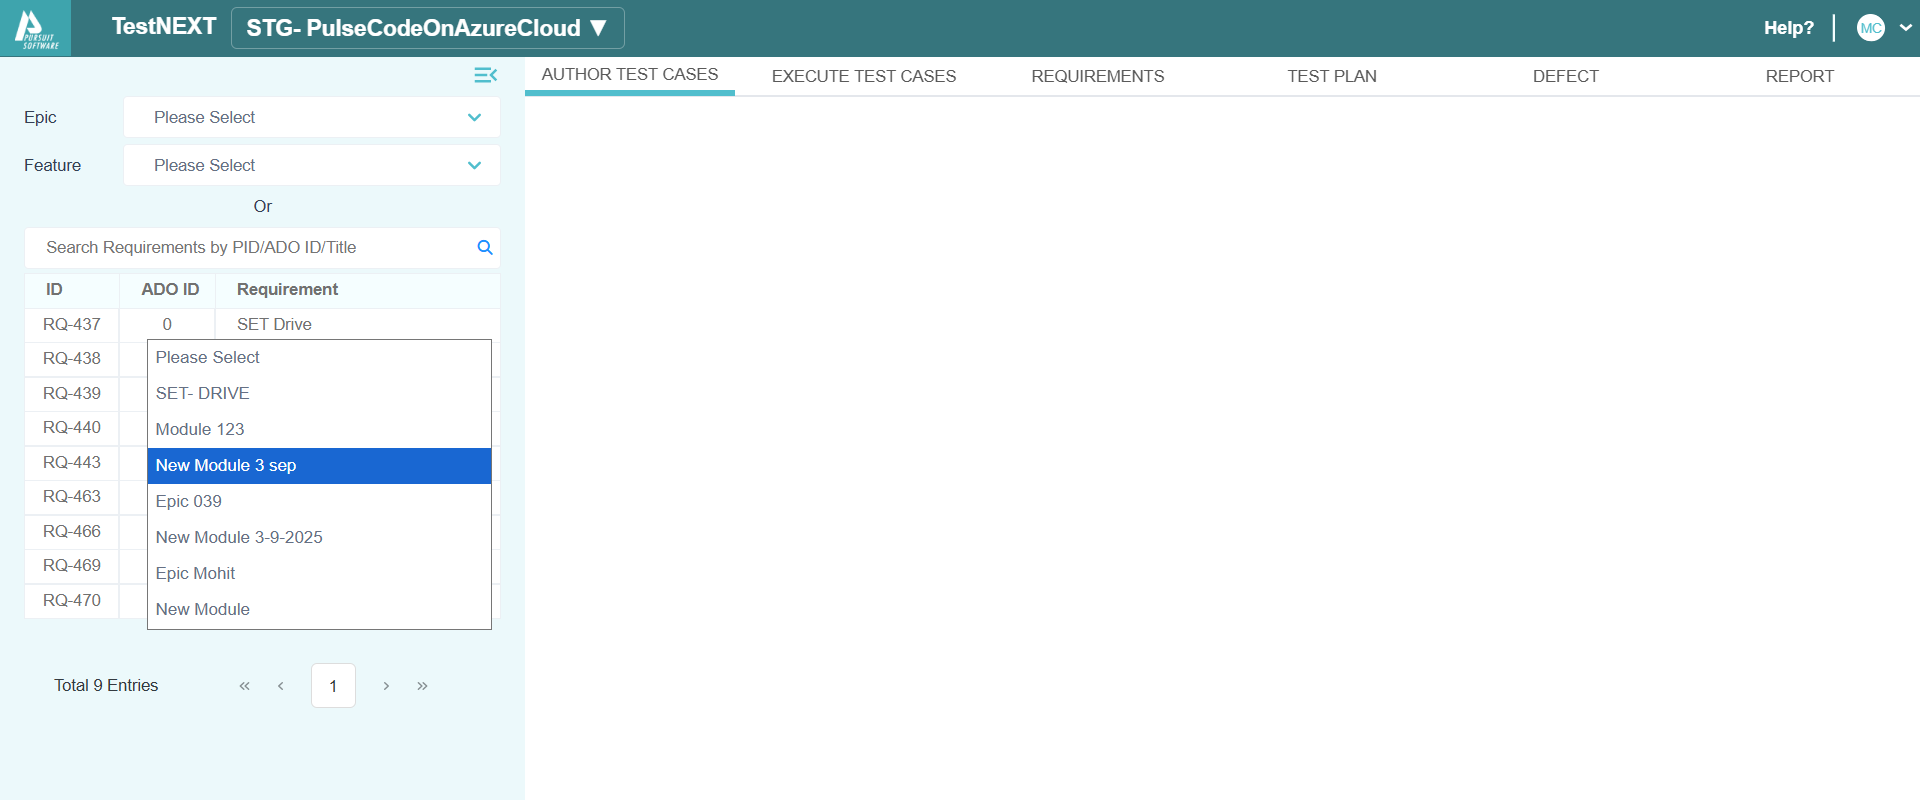 PURSUIT
SOFTWARE
TestNEXT
STG- PulseCodeOnAzureCloud ▼
Help?
MC
AUTHOR TEST CASES
EXECUTE TEST CASES
REQUIREMENTS
TEST PLAN
DEFECT
REPORT
Epic
Please Select
Feature
Please Select
Or
Search Requirements by PID/ADO ID/Title
ID ADO ID Requirement
RQ-437 0 SET Drive
RQ-438
RQ-439
RQ-440
RQ-443
RQ-463
RQ-466
RQ-469
RQ-470
Please Select
SET- DRIVE
Module 123
New Module 3 sep
Epic 039
New Module 3-9-2025
Epic Mohit
New Module
Total 9 Entries
« ‹ 1 › »